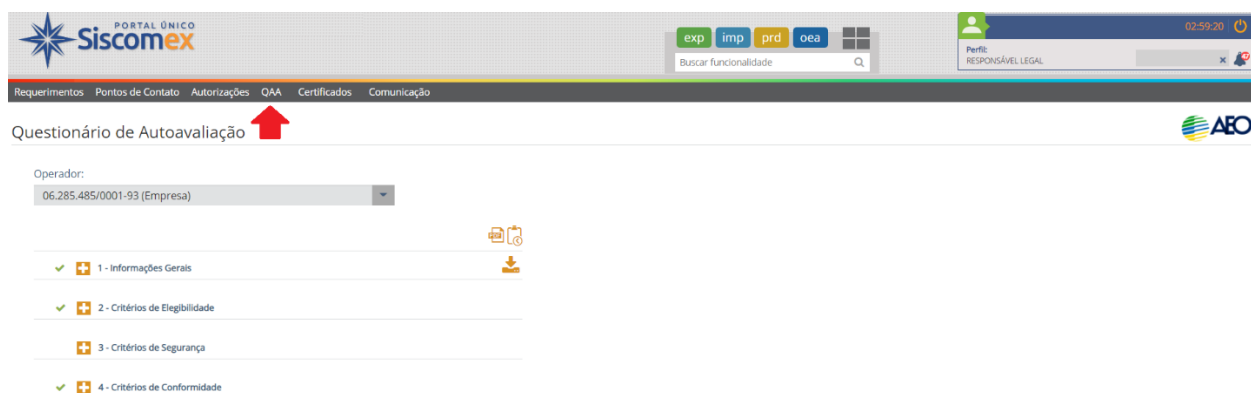 PORTAL ÚNICO
Siscomex
exp imp prd oea
Buscar funcionalidade
02:59:20
Perfil:
RESPONSÁVEL LEGAL
Requerimentos Pontos de Contato Autorizações QAA Certificados Comunicação
Questionário de Autoavaliação
AEO
Operador:
06.285.485/0001-93 (Empresa)
PDF
1 - Informações Gerais
2 - Critérios de Elegibilidade
3 - Critérios de Segurança
4 - Critérios de Conformidade